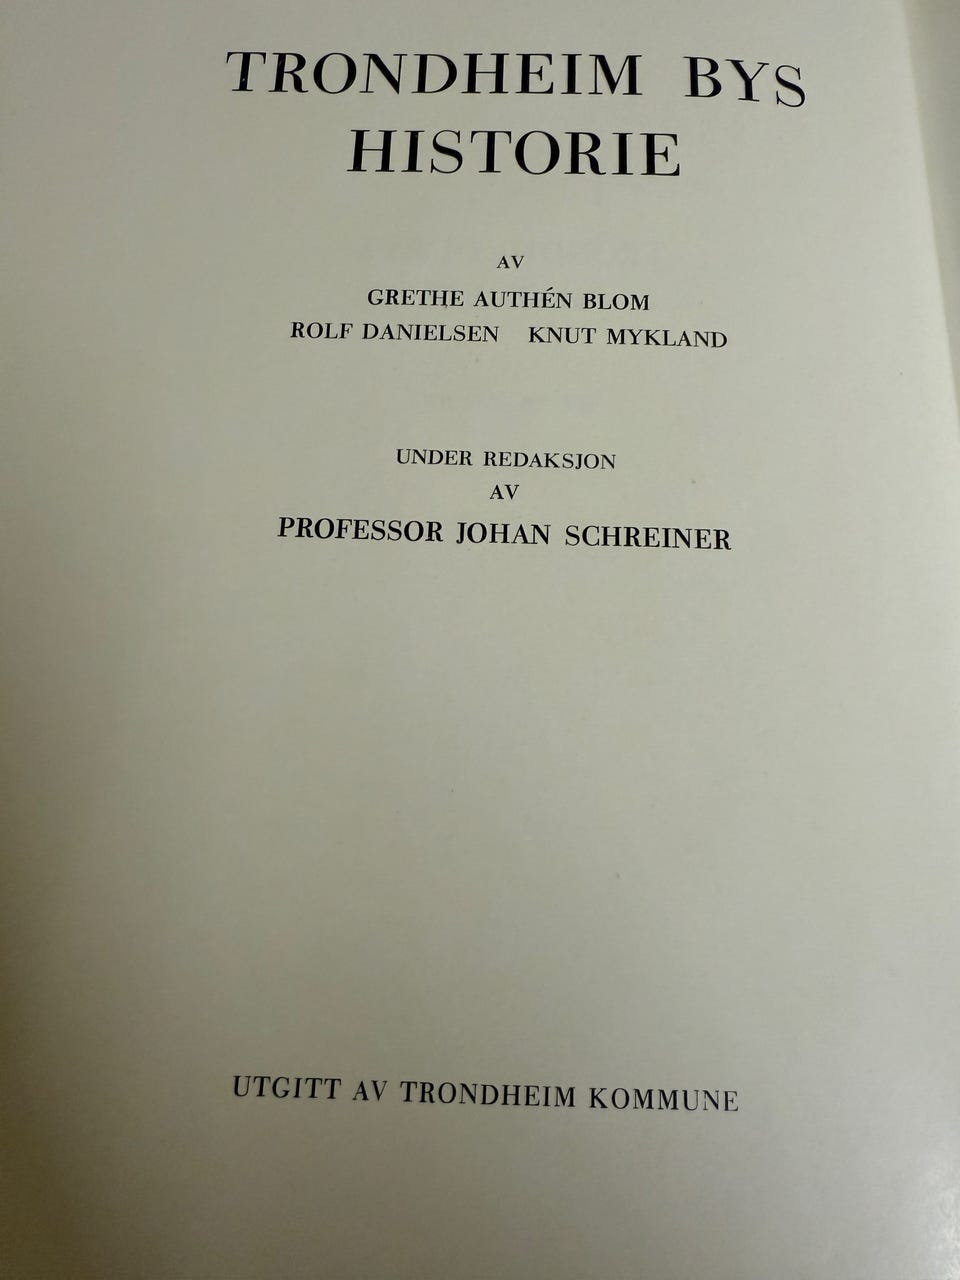 TRONDHEIM BYS
HISTORIE
AV
GRETHE AUTHÉN BLOM
ROLF DANIELSEN KNUT MYKLAND
UNDER REDAKSJON
AV
PROFESSOR JOHAN SCHREINER
UTGITT AV TRONDHEIM KOMMUNE